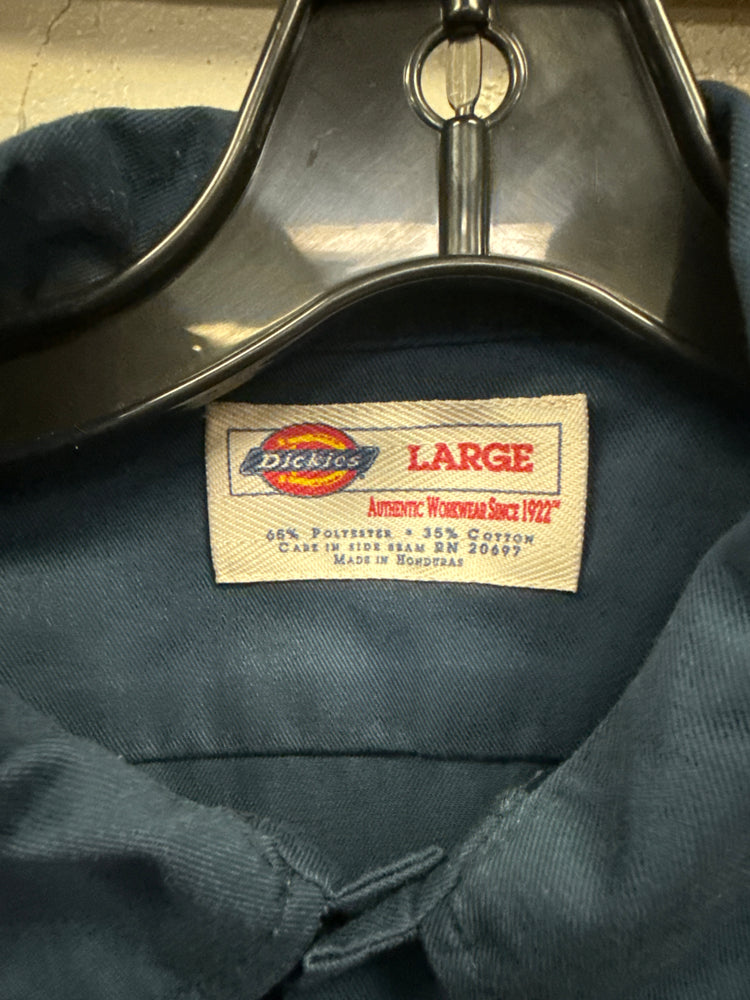 Dickies LARGE
AUTHENTIC WORKWEAR SINCE 1922™
65% POLYESTER • 35% COTTON
CARE IN SIDE SEAM RN 20697
MADE IN HONDURAS